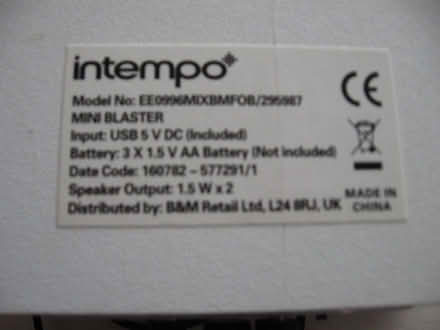 intempo
CE
Model No: EE0996MIXBMFOB/295987
MINI BLASTER
Input: USB 5 V DC (Included)
Battery: 3 X 1.5 V AA Battery (Not included)
Date Code: 160782 – 577291/1
Speaker Output: 1.5 W x 2
Distributed by: B&M Retail Ltd, L24 8RJ, UK
MADE IN
CHINA